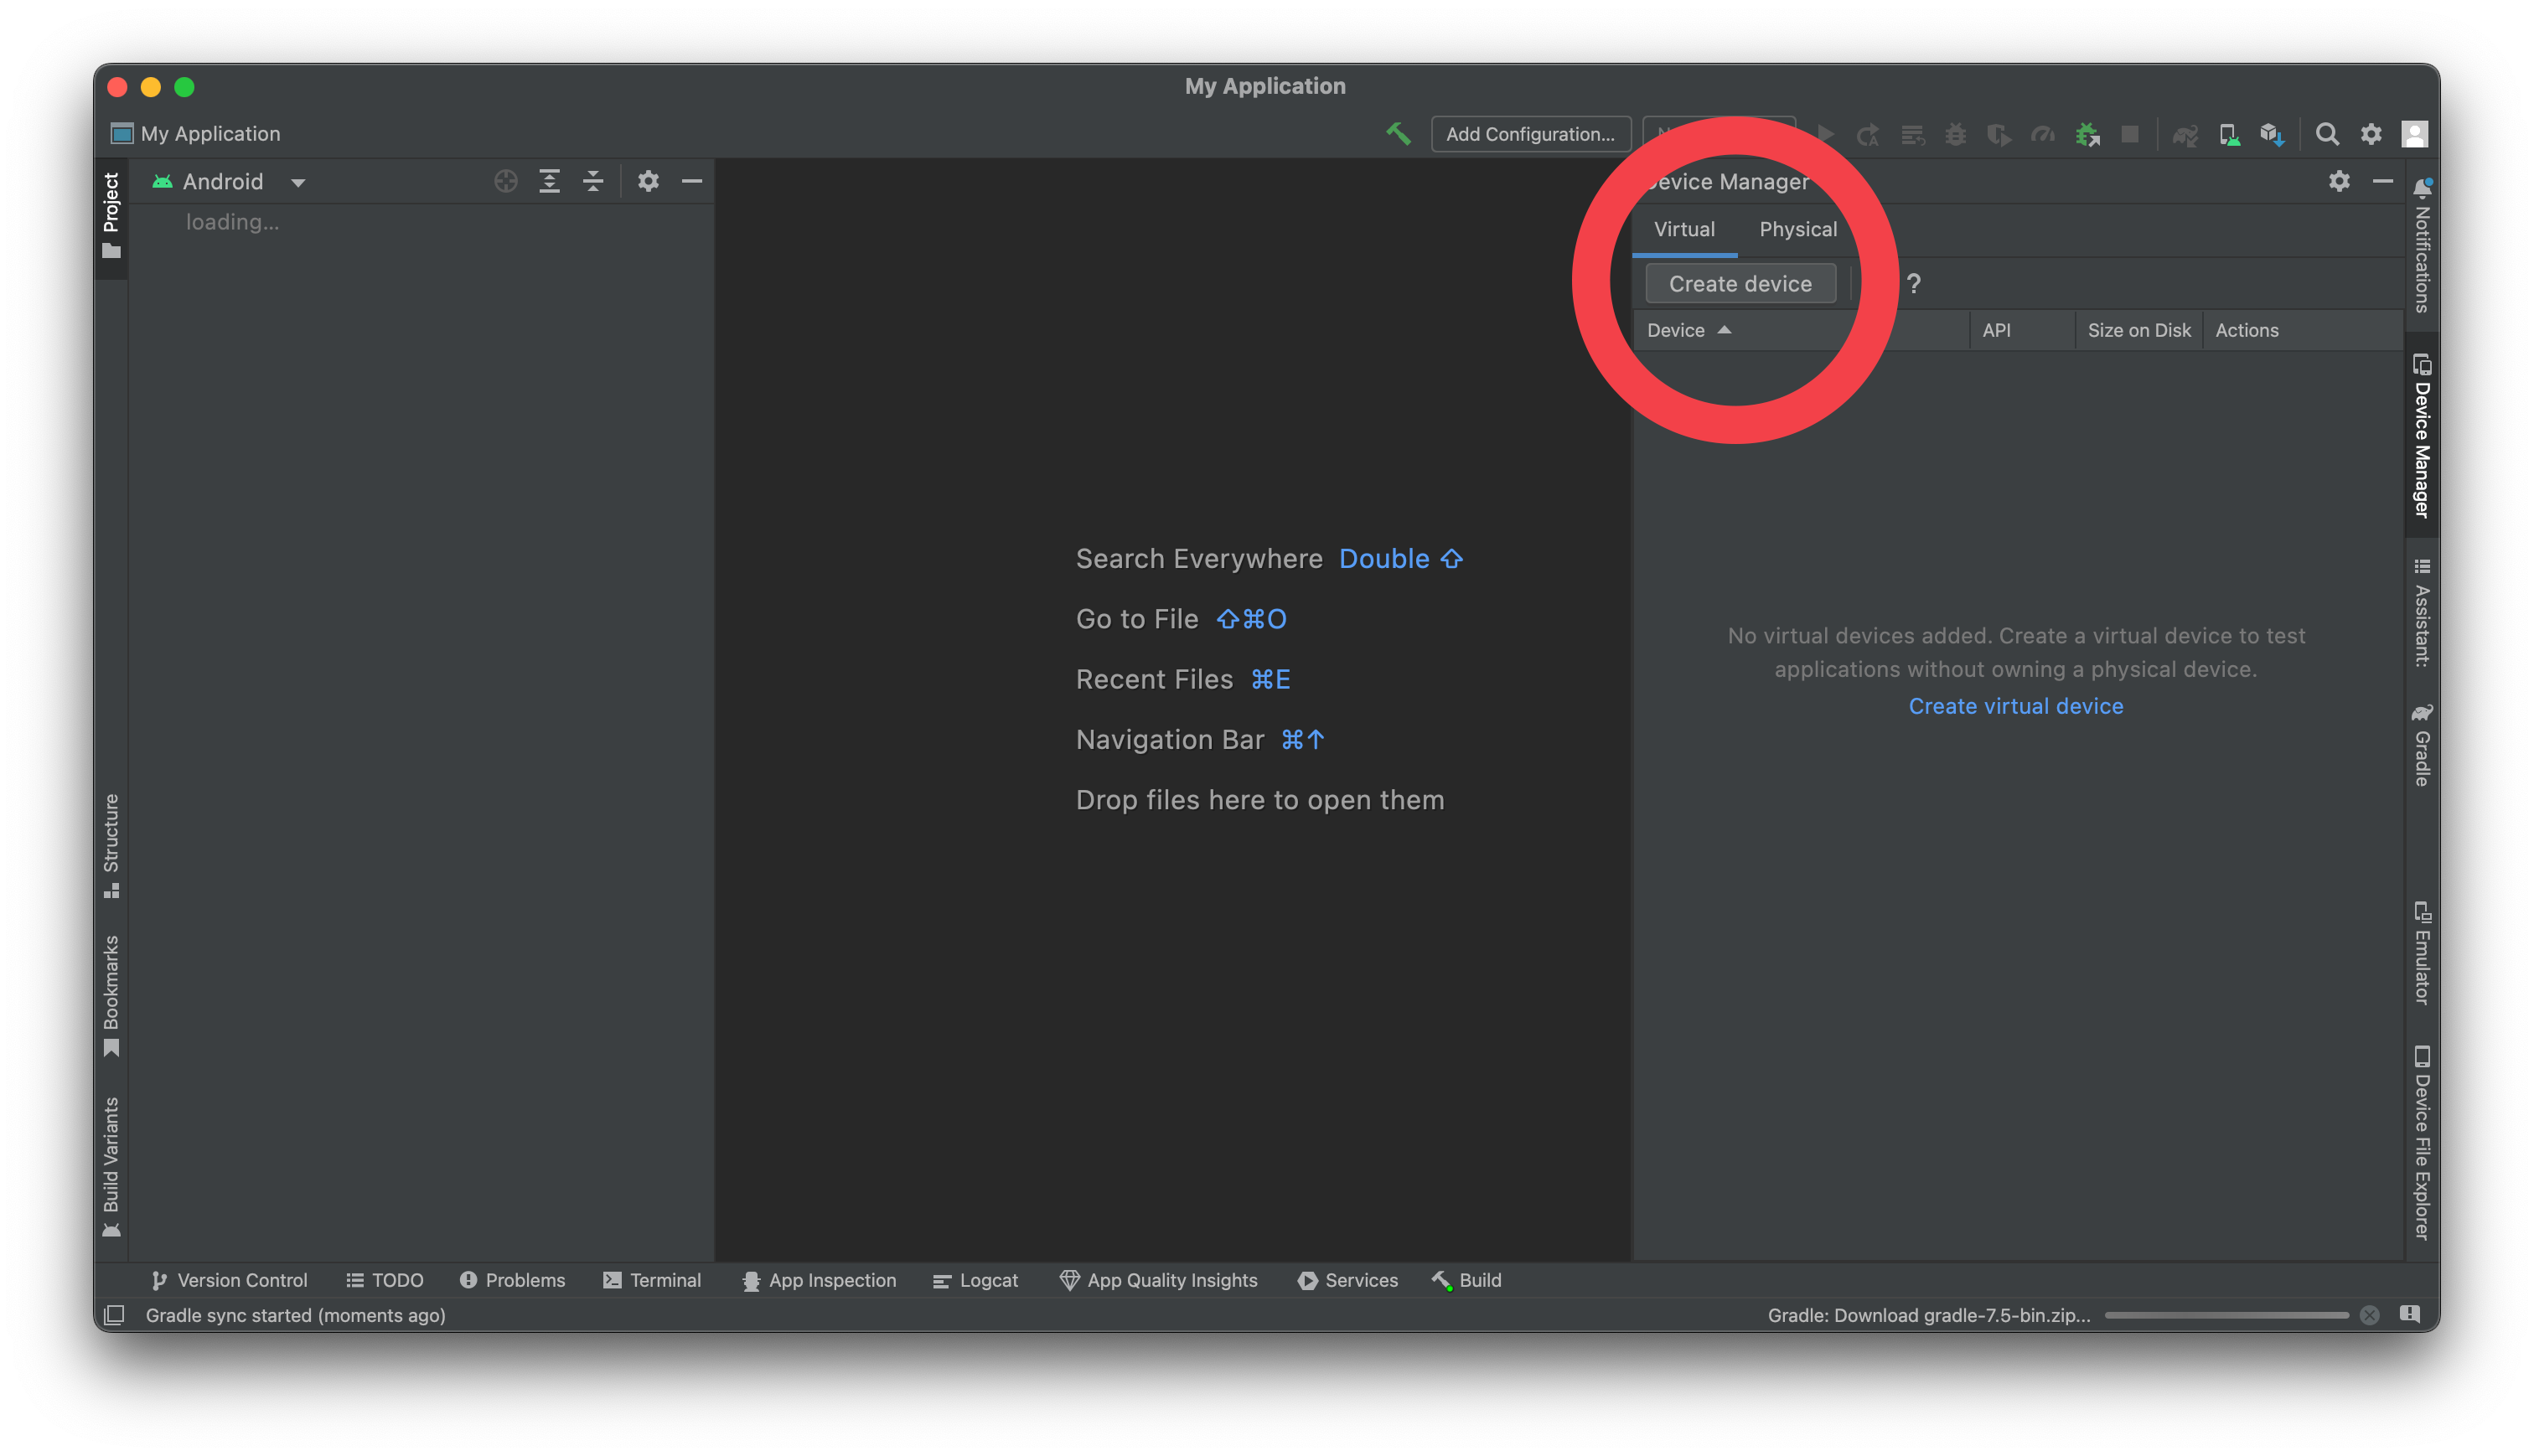 My Application
My Application
Add Configuration...
Project
Android
loading...
Device Manager
Virtual Physical
Create device ?
Device API Size on Disk Actions
Search Everywhere Double ⇧
Go to File ⇧⌘O
Recent Files ⌘E
Navigation Bar ⌘↑
Drop files here to open them
No virtual devices added. Create a virtual device to test
applications without owning a physical device.
Create virtual device
Structure
Bookmarks
Build Variants
Notifications
Device Manager
Assistant:
Gradle
Emulator
Device File Explorer
Version Control TODO Problems Terminal App Inspection Logcat App Quality Insights Services Build
Gradle sync started (moments ago)
Gradle: Download gradle-7.5-bin.zip...